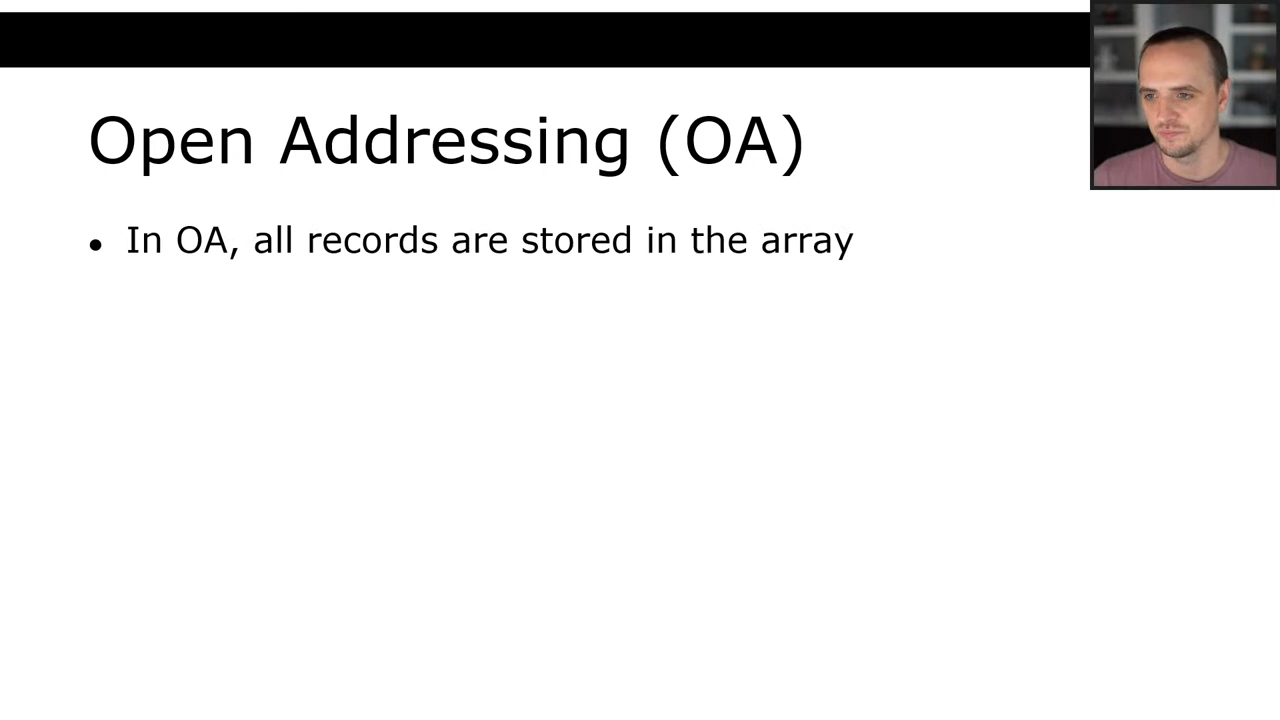 Open Addressing (OA)
• In OA, all records are stored in the array